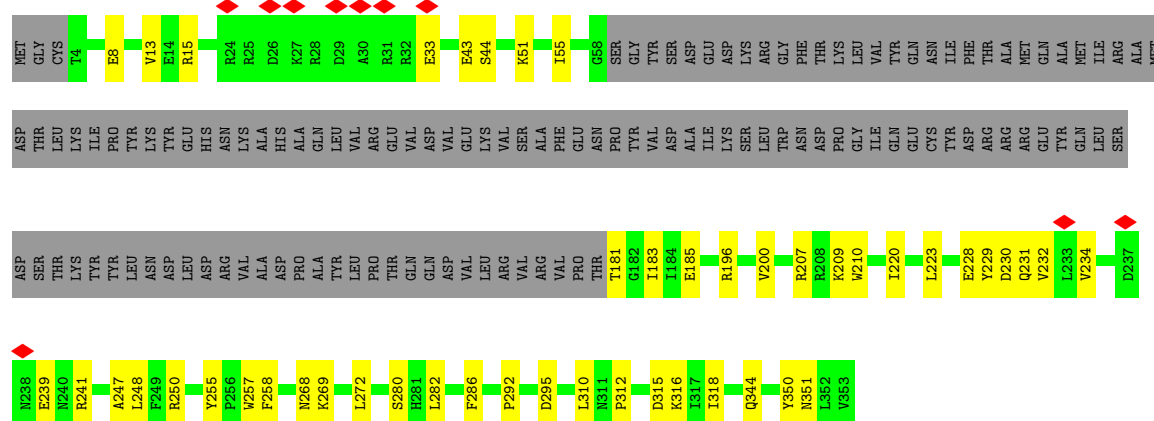 MET GLY CYS T4 E8 V13 E14 R15 R24 R25 D26 K27 R28 D29 A30 R31 R32 E33 E43 S44 K51 I55 G58 SER GLY TYR SER ASP GLU ASP LYS ARG GLY PHE THR LYS LEU VAL TYR GLN ASN ILE PHE THR ALA MET GLN ALA MET ILE ARG ALA MET
ASP THR LEU LYS ILE PRO TYR LYS TYR GLU HIS ASN LYS ALA HIS ALA GLN LEU VAL ARG GLU VAL ASP VAL GLU LYS VAL SER ALA PHE GLU ASN PRO TYR VAL ASP ALA ILE LYS SER LEU TRP ASN ASP PRO GLY ILE GLN GLU CYS TYR ASP ARG ARG ARG GLU TYR GLN LEU SER
ASP SER THR LYS TYR TYR LEU ASN ASP LEU ASP ARG VAL ALA ASP PRO ALA TYR LEU PRO THR GLN GLN ASP VAL LEU ARG VAL ARG VAL PRO THR T181 G182 I183 I184 E185 R196 V200 R207 R208 K209 W210 I220 L223 E228 Y229 D230 Q231 V232 L233 V234 D237
N238 E239 N240 R241 A247 L248 F249 R250 Y255 P256 W257 F258 N268 K269 L272 S280 H281 L282 F286 P292 D295 L310 N311 P312 D315 K316 I317 I318 Q344 Y350 N351 L352 V353